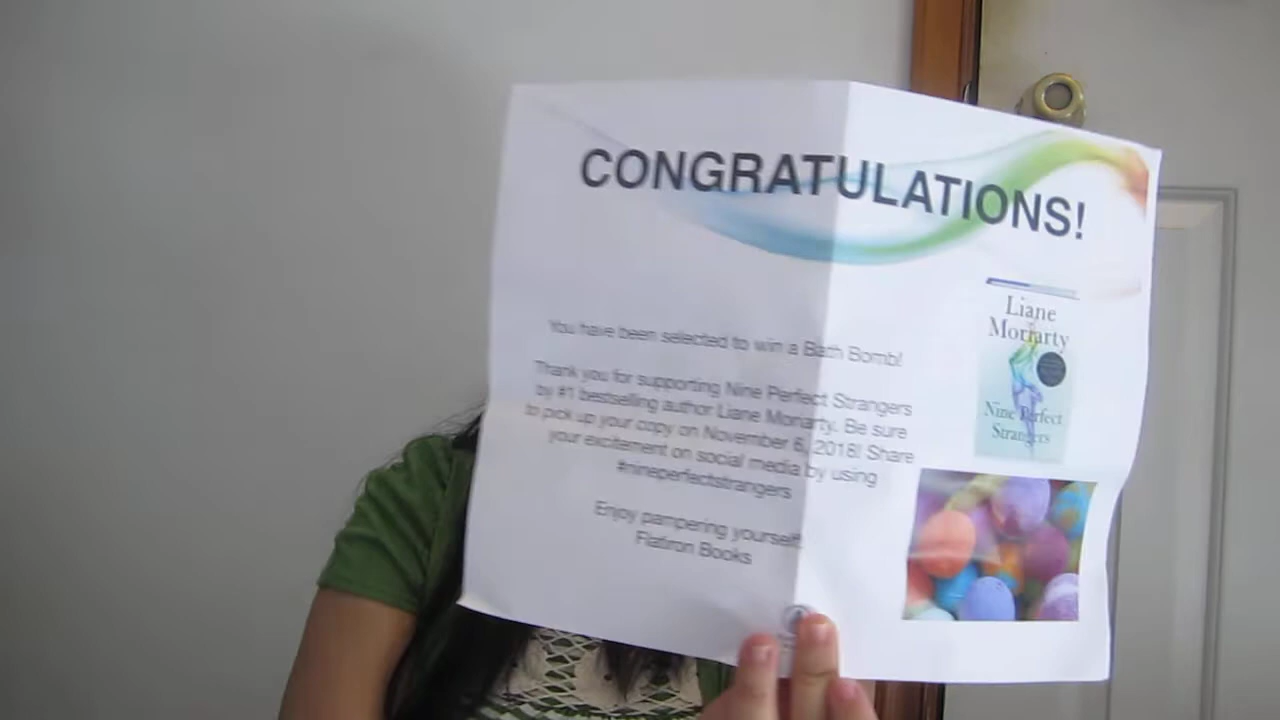 CONGRATULATIONS!
You have been selected to win a Bath Bomb!
Thank you for supporting Nine Perfect Strangers
by #1 bestselling author Liane Moriarty. Be sure
to pick up your copy on November 6, 2018! Share
your excitement on social media by using
#nineperfectstrangers
Enjoy pampering yourself!
Flatiron Books
Liane
Moriarty
Nine Perfect
Strangers